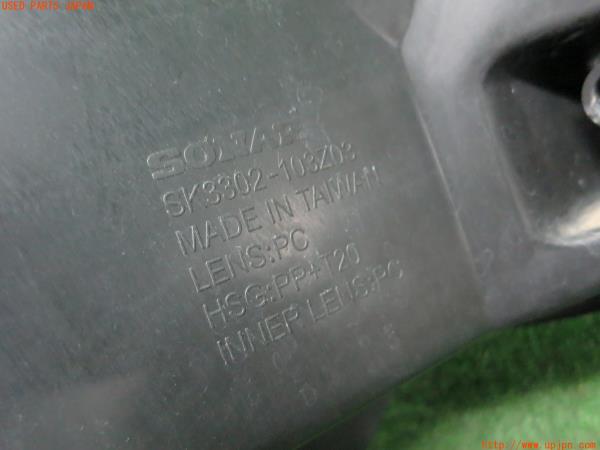 USED PARTS JAPAN
SONAR
SK3302-103Z03
MADE IN TAIWAN
LENS:PC
HSG:PP+T20
INNER LENS:PC
http://www.upjpn.com/